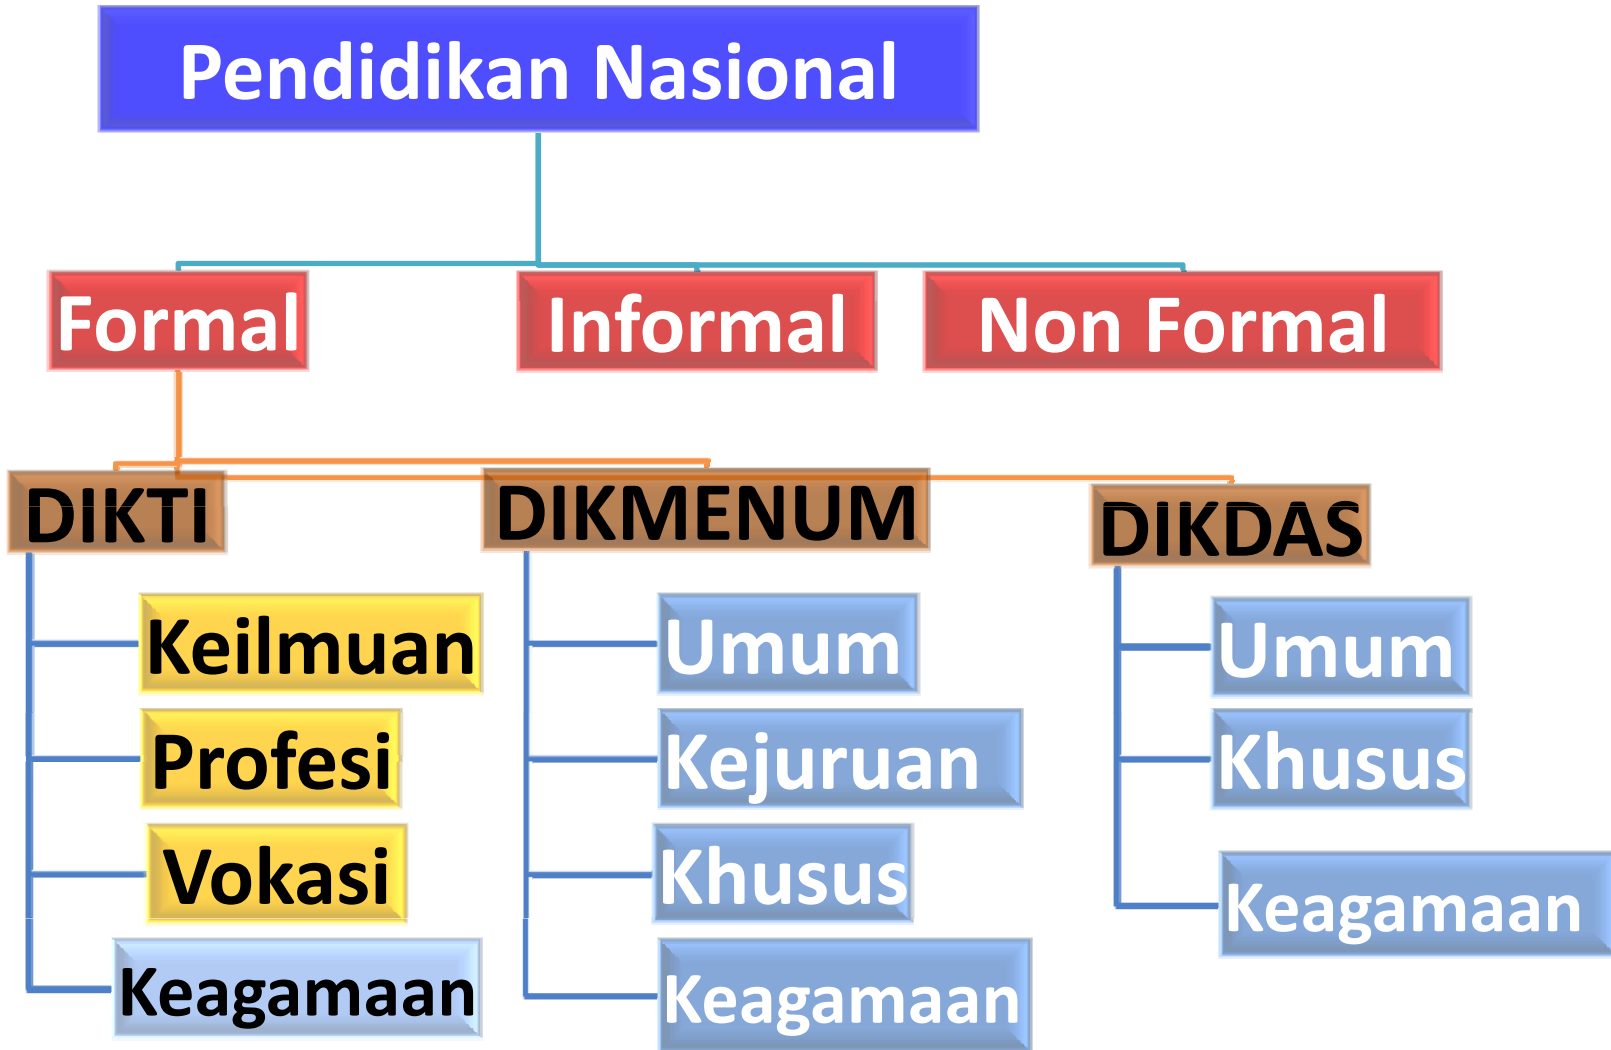 Pendidikan Nasional
Formal
Informal
Non Formal
DIKTI
DIKMENUM
DIKDAS
Keilmuan
Profesi
Vokasi
Keagamaan
Umum
Kejuruan
Khusus
Keagamaan
Umum
Khusus
Keagamaan